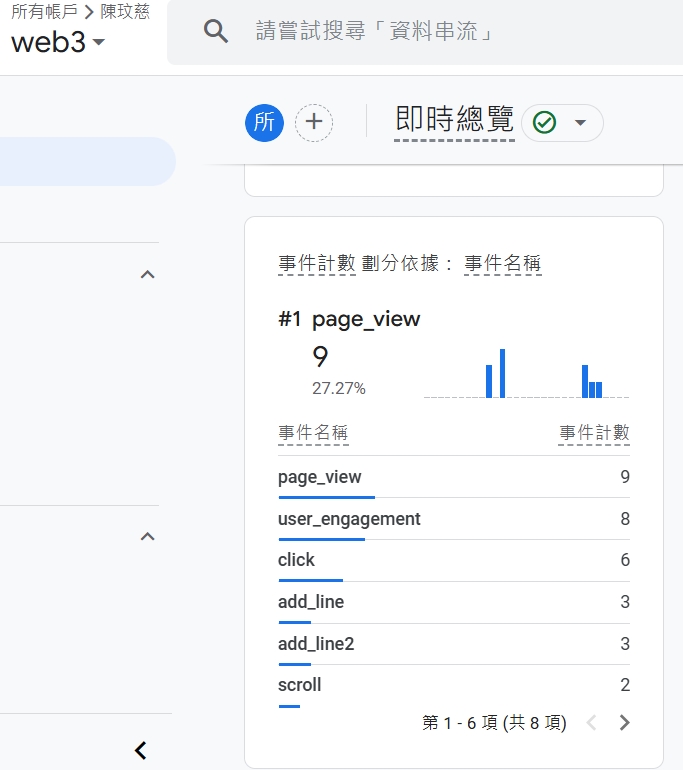 所有帳戶 > 陳玟慈
web3
請嘗試搜尋「資料串流」
所
即時總覽
事件計數 劃分依據： 事件名稱
#1 page_view
9
27.27%
事件名稱 事件計數
page_view 9
user_engagement 8
click 6
add_line 3
add_line2 3
scroll 2
第 1 - 6 項 (共 8 項)